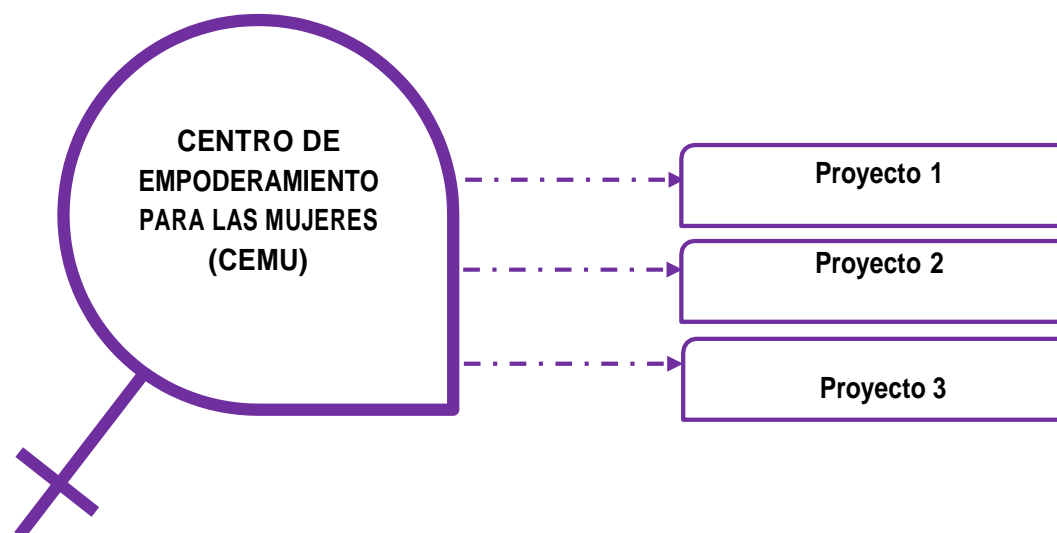 CENTRO DE
EMPODERAMIENTO
PARA LAS MUJERES
(CEMU)
Proyecto 1
Proyecto 2
Proyecto 3